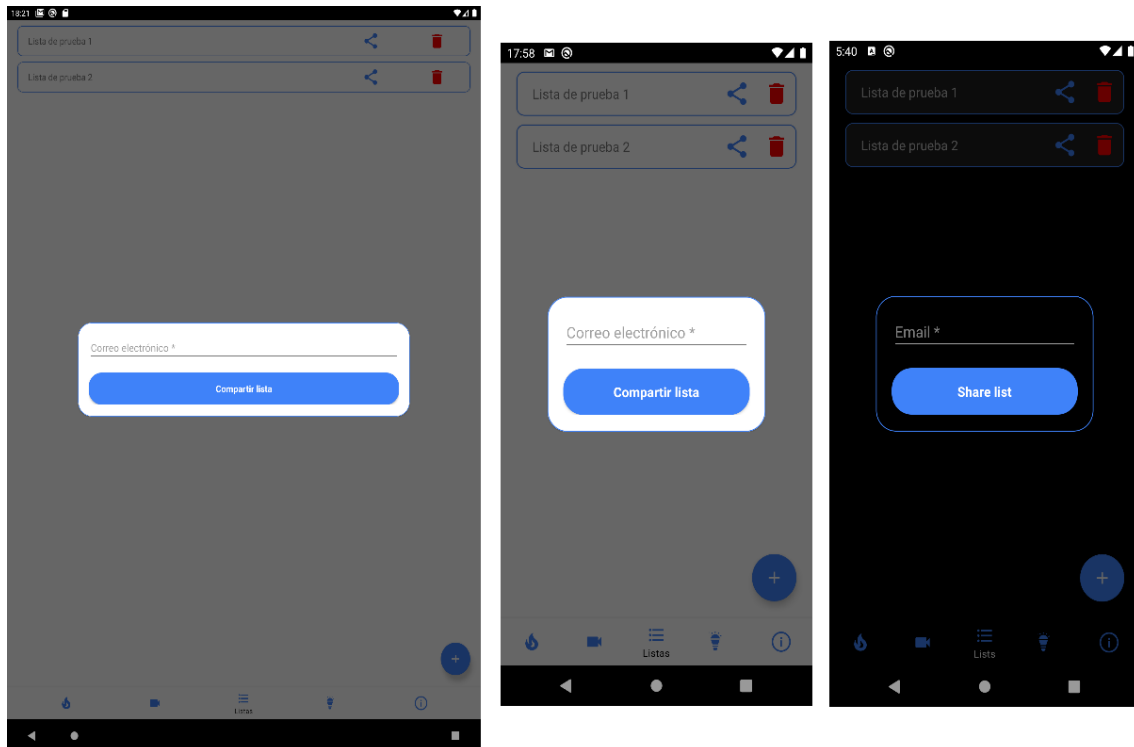 18:21
Lista de prueba 1
Lista de prueba 2
Correo electrónico *
Compartir lista
+
Listas
17:58
Lista de prueba 1
Lista de prueba 2
Correo electrónico *
Compartir lista
+
Listas
5:40
Lista de prueba 1
Lista de prueba 2
Email *
Share list
+
Lists